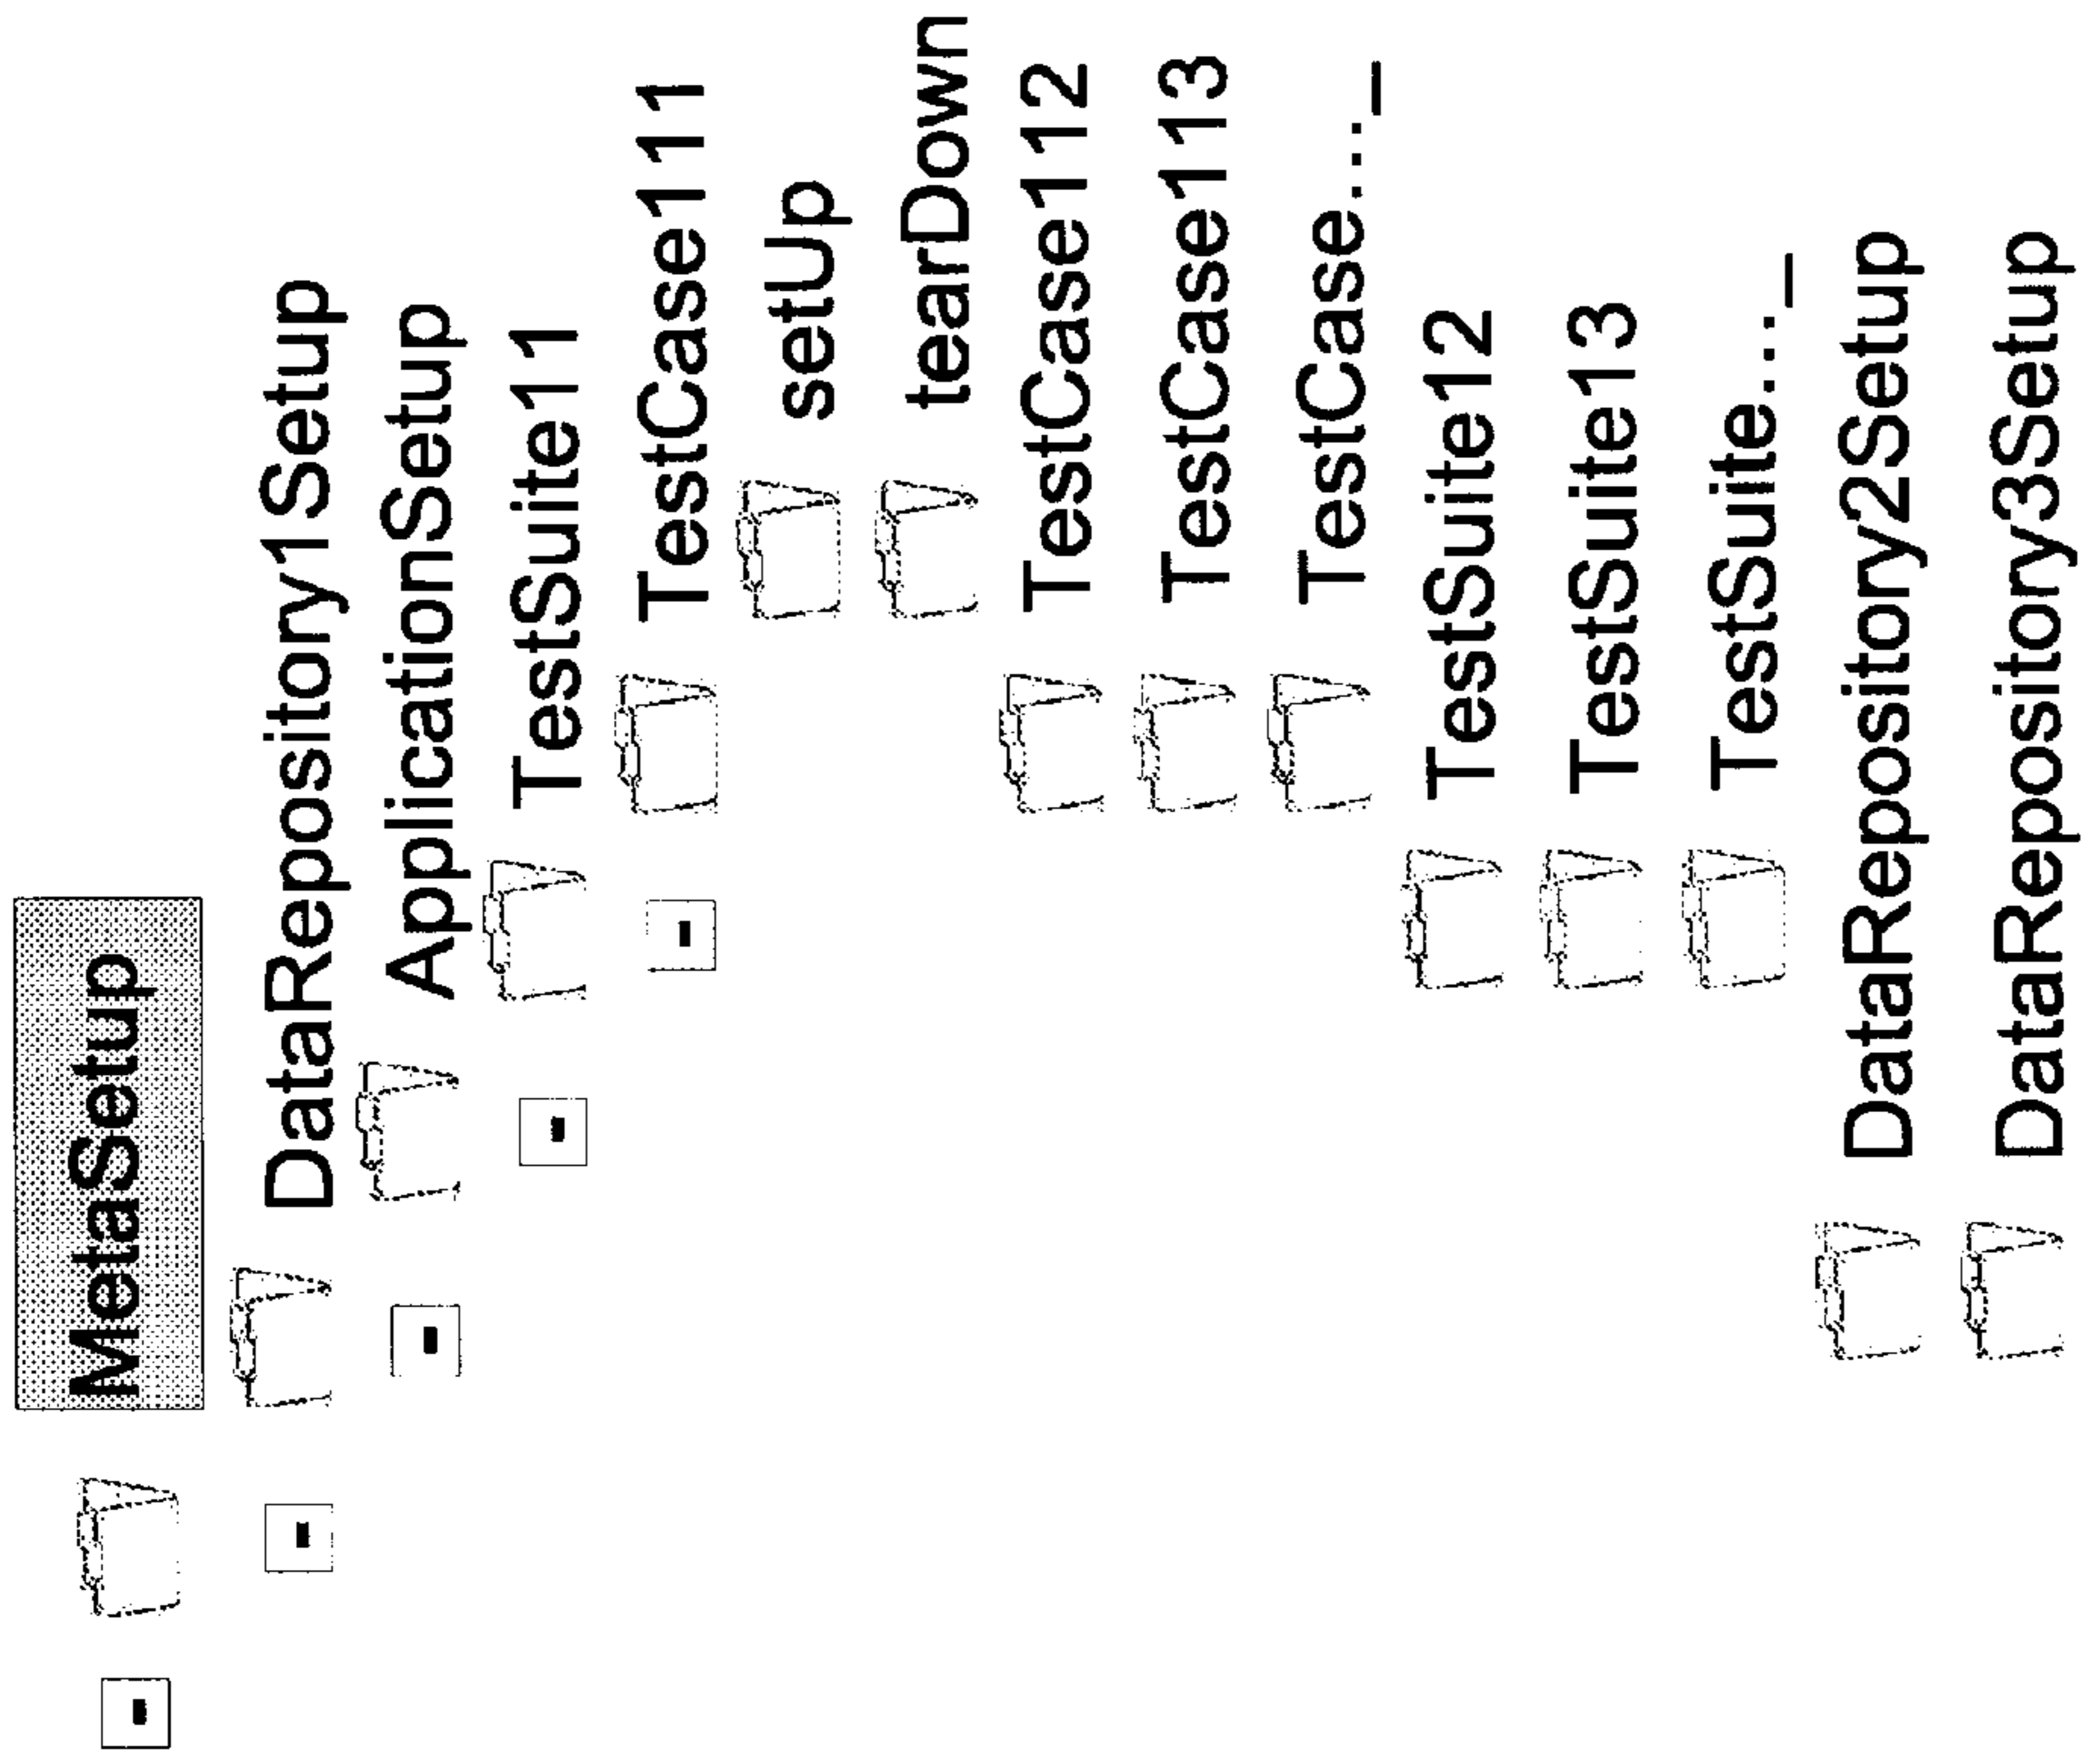 MetaSetup
DataRepository1Setup
ApplicationSetup
TestSuite11
TestCase111
setUp
tearDown
TestCase112
TestCase113
TestCase..._
TestSuite12
TestSuite13
TestSuite..._
DataRepository2Setup
DataRepository3Setup